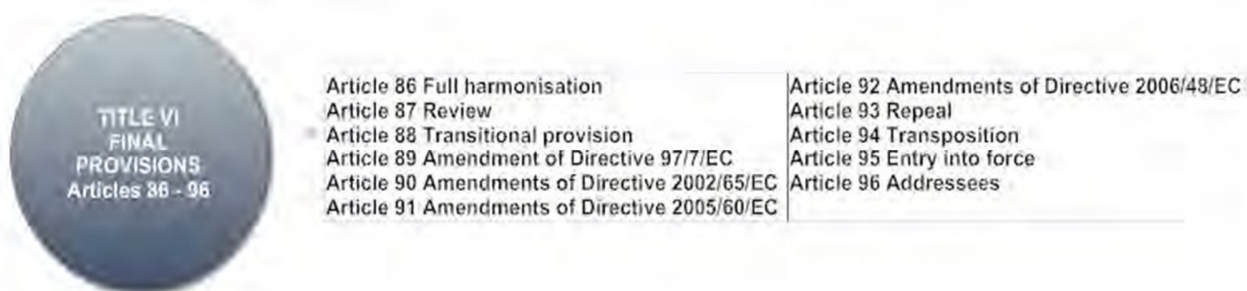 TITLE VI
FINAL
PROVISIONS
Articles 86 - 96
Article 86 Full harmonisation
Article 87 Review
Article 88 Transitional provision
Article 89 Amendment of Directive 97/7/EC
Article 90 Amendments of Directive 2002/65/EC
Article 91 Amendments of Directive 2005/60/EC
Article 92 Amendments of Directive 2006/48/EC
Article 93 Repeal
Article 94 Transposition
Article 95 Entry into force
Article 96 Addressees